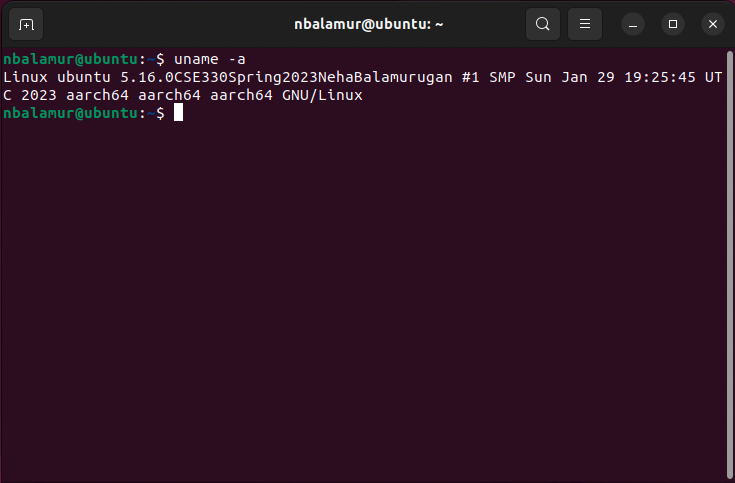 nbalamur@ubuntu: ~
nbalamur@ubuntu:~$ uname -a
Linux ubuntu 5.16.0CSE330Spring2023NehaBalamurugan #1 SMP Sun Jan 29 19:25:45 UT
C 2023 aarch64 aarch64 aarch64 GNU/Linux
nbalamur@ubuntu:~$